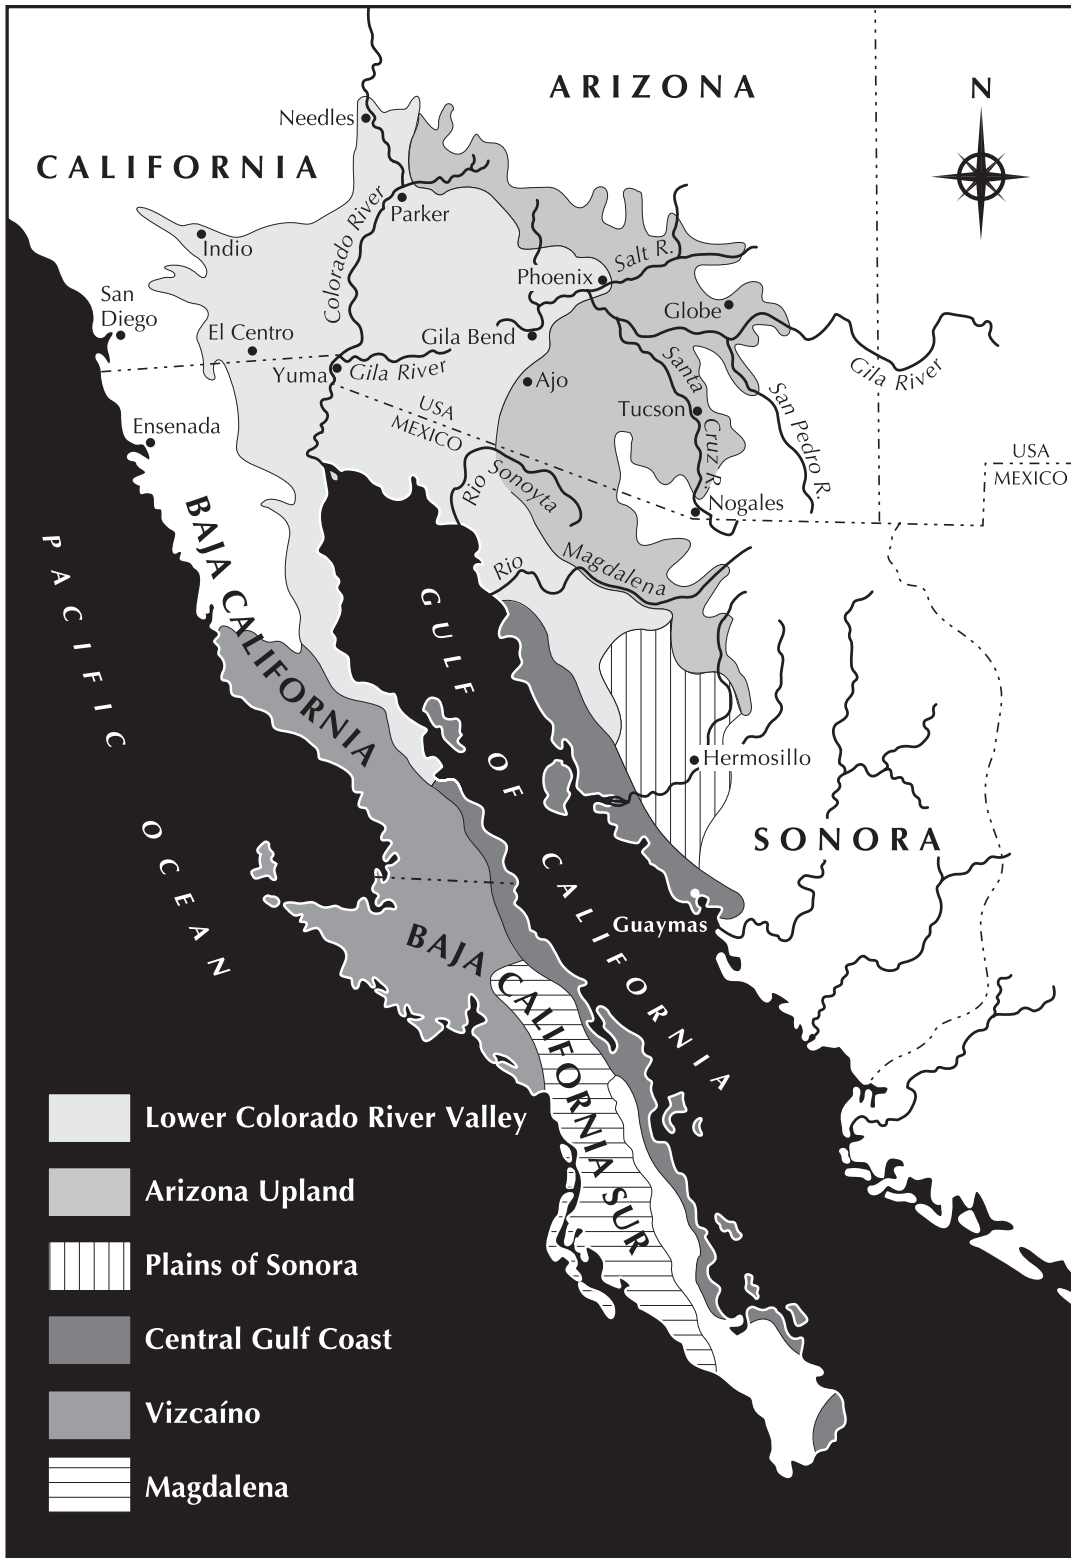 ARIZONA
N
Needles
CALIFORNIA
Colorado River
Parker
Indio
Salt R.
Phoenix
San
Diego
Globe
El Centro
Gila Bend
Gila River
Yuma
Gila River
Santa
Cruz R.
Ajo
San Pedro R.
USA
MEXICO
Tucson
Ensenada
USA
MEXICO
Rio
Sonoyta
Nogales
BAJA CALIFORNIA
PACIFIC OCEAN
Rio
Magdalena
GULF OF CALIFORNIA
Hermosillo
SONORA
Guaymas
BAJA CALIFORNIA SUR
Lower Colorado River Valley
Arizona Upland
Plains of Sonora
Central Gulf Coast
Vizcaíno
Magdalena